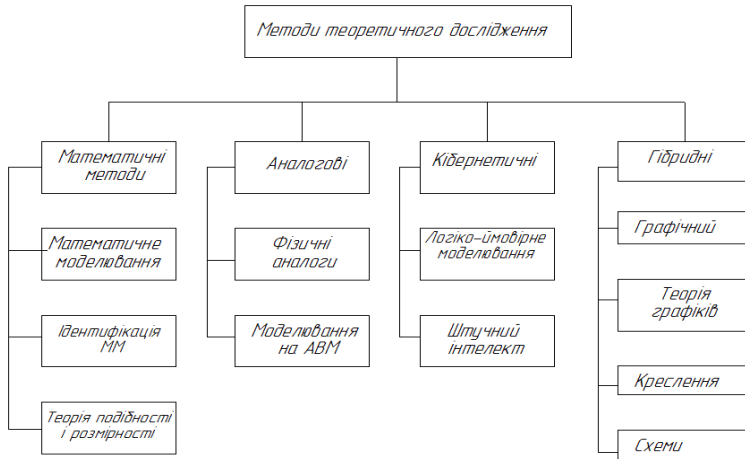 Методи теоретичного дослідження
Математичні
методи
Математичне
моделювання
Ідентифікація
ММ
Теорія подібності
і розмірності
Аналогові
Фізичні
аналоги
Моделювання
на АВМ
Кібернетичні
Логіко-ймовірне
моделювання
Штучний
інтелект
Гібридні
Графічний
Теорія
графіків
Креслення
Схеми